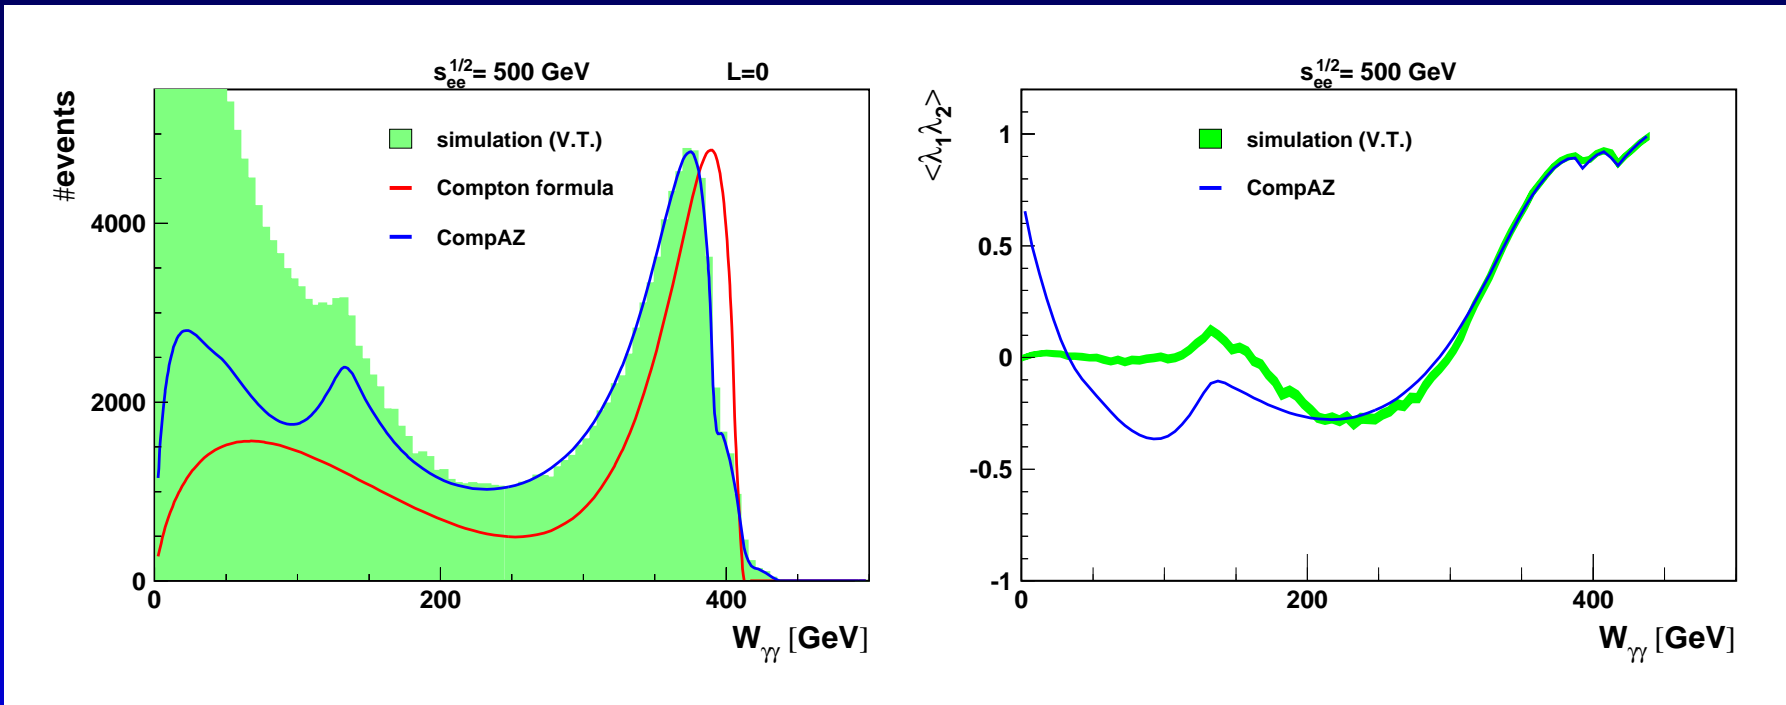 s_ee^1/2= 500 GeV L=0
#events
simulation (V.T.)
Compton formula
CompAZ
4000
2000
0
0 200 400
W_γγ [GeV]
s_ee^1/2= 500 GeV
<λ_1λ_2>
simulation (V.T.)
CompAZ
1
0.5
0
-0.5
-1
0 200 400
W_γγ [GeV]